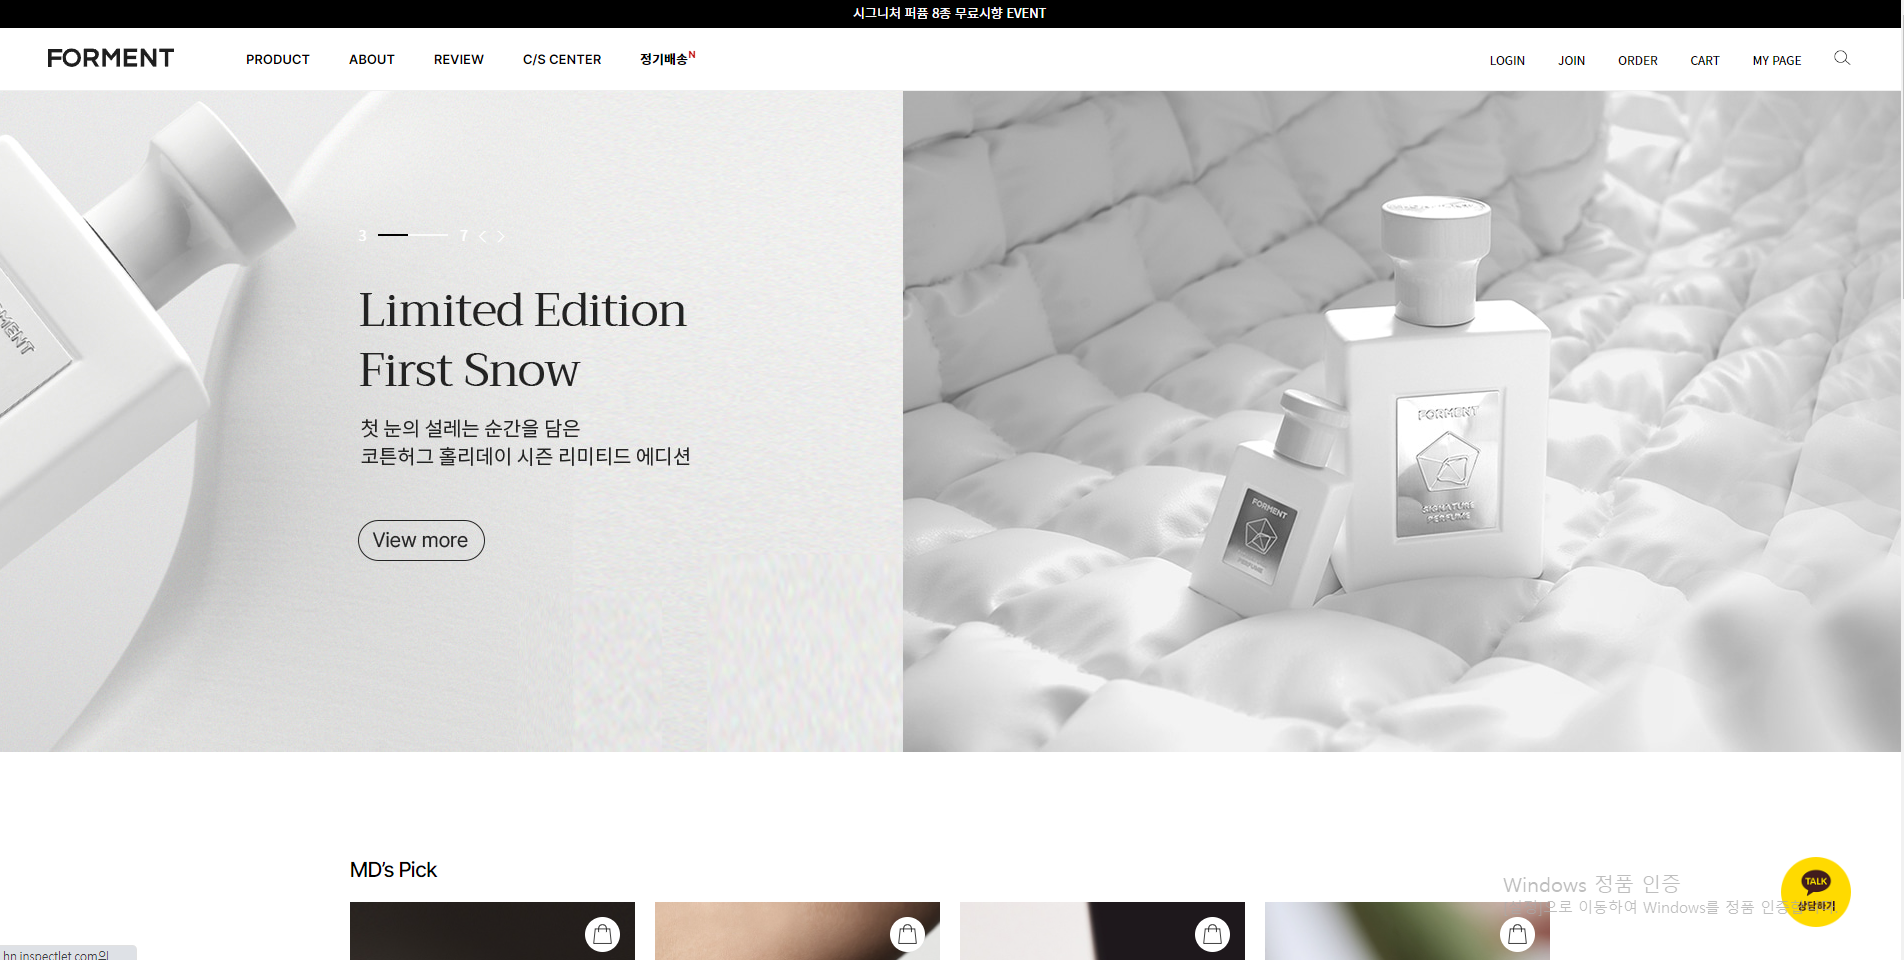 시그니처 퍼퓸 8종 무료시향 EVENT
FORMENT
PRODUCT
ABOUT
REVIEW
C/S CENTER
정기배송N
LOGIN
JOIN
ORDER
CART
MY PAGE
3
7
Limited Edition
First Snow
첫 눈의 설레는 순간을 담은
코튼허그 홀리데이 시즌 리미티드 에디션
View more
FORMENT
SIGNATURE
PERFUME
FORMENT
PERFUME
MD's Pick
Windows 정품 인증
으로 이동하여 Windows를 정품 인증
TALK
상담하기
hn.inspectlet.com의